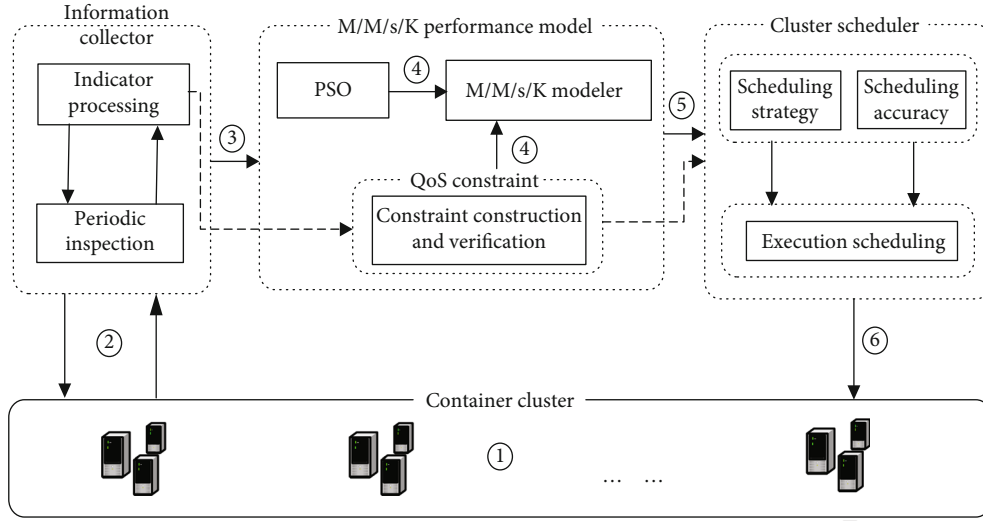 Information
collector
Indicator
processing
Periodic
inspection
③
M/M/s/K performance model
PSO
④
M/M/s/K modeler
④
QoS constraint
Constraint construction
and verification
⑤
Cluster scheduler
Scheduling
strategy
Scheduling
accuracy
Execution scheduling
②
⑥
Container cluster
①
... ...